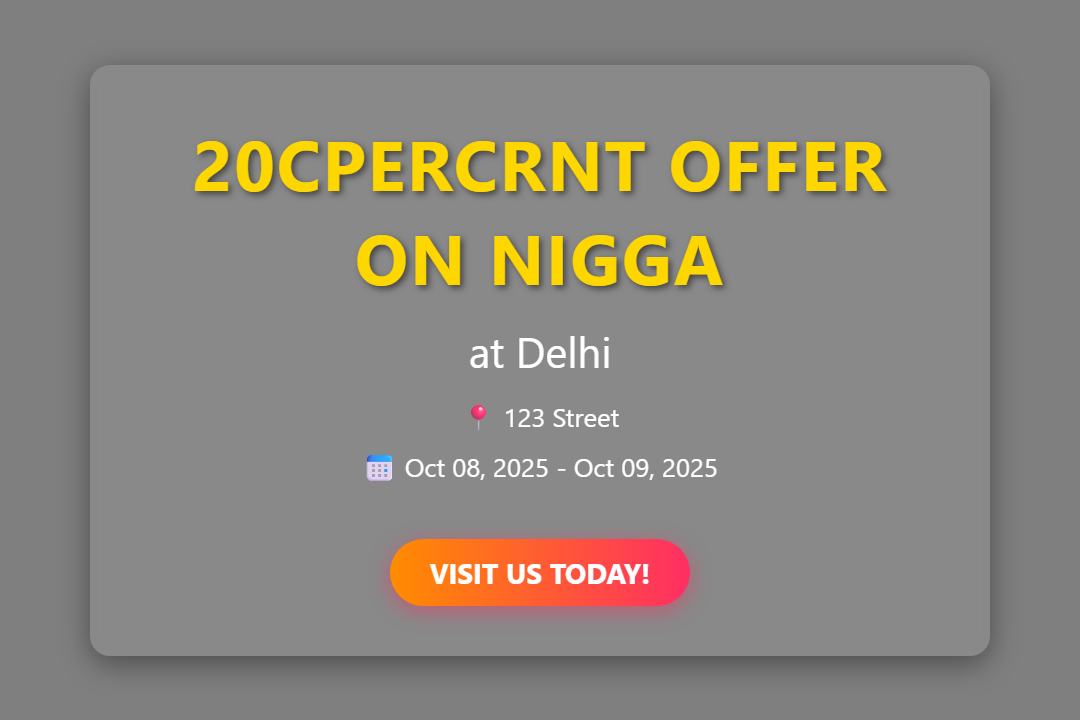 20CPERCRNT OFFER
ON NIGGA
at Delhi
123 Street
Oct 08, 2025 - Oct 09, 2025
VISIT US TODAY!